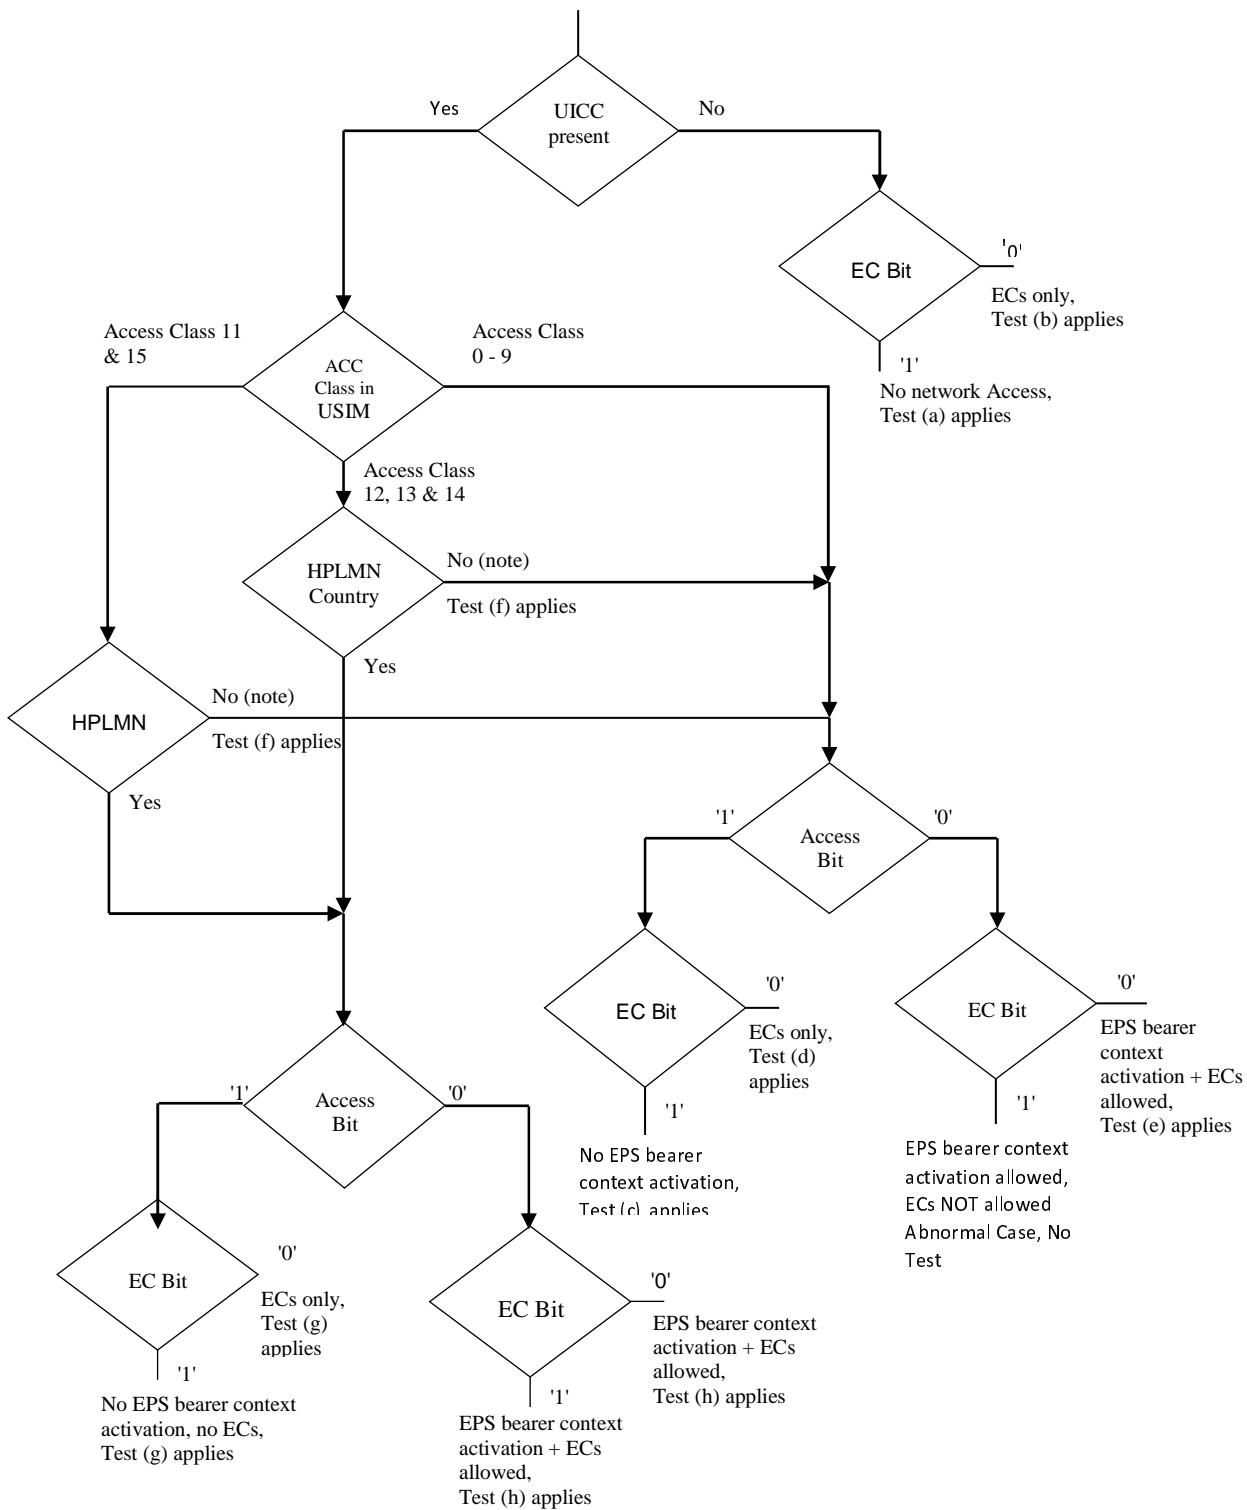 Yes
UICC
present
No
EC Bit
'0'
ECs only,
Test (b) applies
'1'
No network Access,
Test (a) applies
Access Class 11
& 15
ACC
Class in
USIM
Access Class
0 - 9
Access Class
12, 13 & 14
HPLMN
Country
No (note)
Test (f) applies
Yes
HPLMN
No (note)
Test (f) applies
Yes
'1'
Access
Bit
'0'
EC Bit
'0'
ECs only,
Test (d)
applies
'1'
No EPS bearer
context activation,
Test (c) applies
EC Bit
'0'
EPS bearer
context
activation + ECs
allowed,
Test (e) applies
'1'
EPS bearer context
activation allowed,
ECs NOT allowed
Abnormal Case, No
Test
'1'
Access
Bit
'0'
EC Bit
'0'
ECs only,
Test (g)
applies
'1'
No EPS bearer context
activation, no ECs,
Test (g) applies
EC Bit
'0'
EPS bearer context
activation + ECs
allowed,
Test (h) applies
'1'
EPS bearer context
activation + ECs
allowed,
Test (h) applies